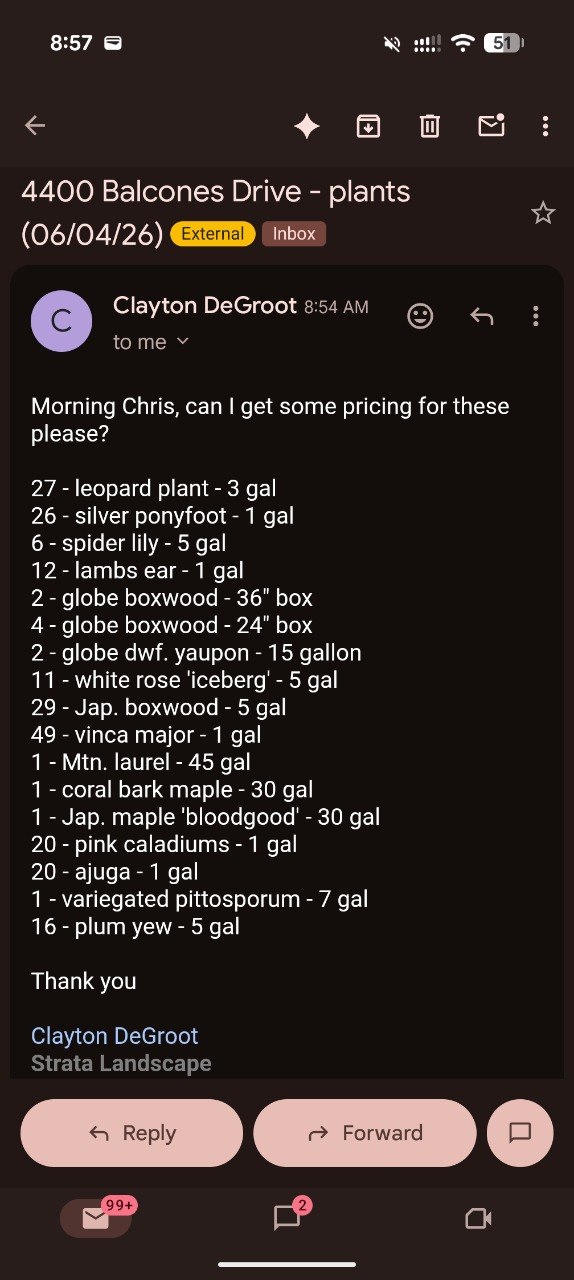 8:57
51
4400 Balcones Drive - plants
(06/04/26) External Inbox
C
Clayton DeGroot 8:54 AM
to me
Morning Chris, can I get some pricing for these
please?
27 - leopard plant - 3 gal
26 - silver ponyfoot - 1 gal
6 - spider lily - 5 gal
12 - lambs ear - 1 gal
2 - globe boxwood - 36" box
4 - globe boxwood - 24" box
2 - globe dwf. yaupon - 15 gallon
11 - white rose 'iceberg' - 5 gal
29 - Jap. boxwood - 5 gal
49 - vinca major - 1 gal
1 - Mtn. laurel - 45 gal
1 - coral bark maple - 30 gal
1 - Jap. maple 'bloodgood' - 30 gal
20 - pink caladiums - 1 gal
20 - ajuga - 1 gal
1 - variegated pittosporum - 7 gal
16 - plum yew - 5 gal
Thank you
Clayton DeGroot
Strata Landscape
Reply Forward
99+ 2